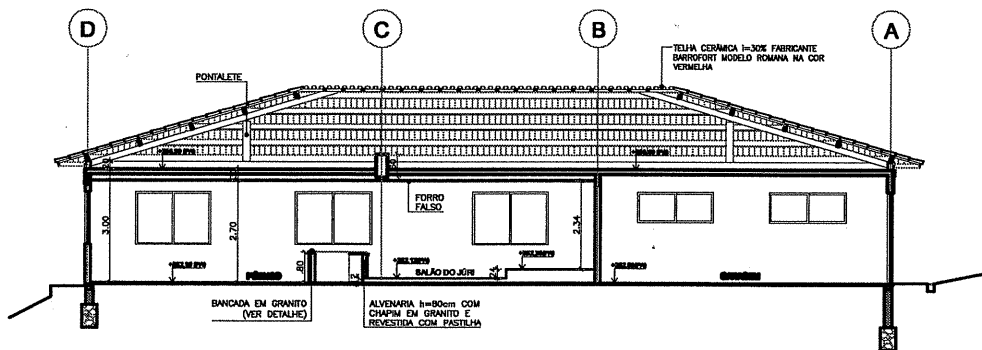 D
C
B
A
TELHA CERÂMICA i=30% FABRICANTE
BARROFORT MODELO ROMANA NA COR
VERMELHA
PONTALETE
FORRO
FALSO
3.00
2.70
2.34
.80
SALÃO DO JÚRI
BANCADA EM GRANITO
(VER DETALHE)
ALVENARIA h=80cm COM
CHAPIM EM GRANITO E
REVESTIDA COM PASTILHA